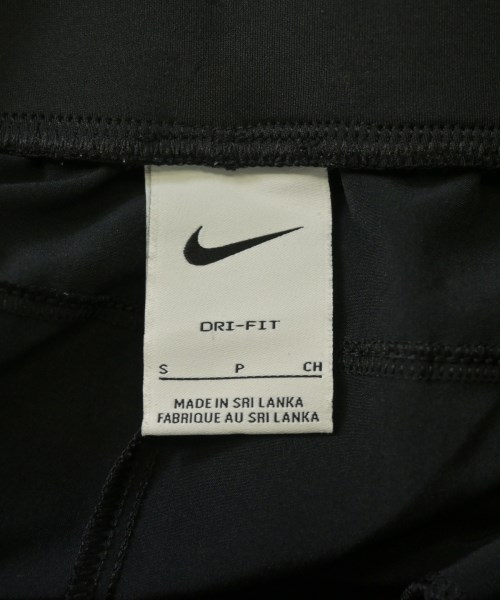 DRI-FIT
S P CH
MADE IN SRI LANKA
FABRIQUE AU SRI LANKA